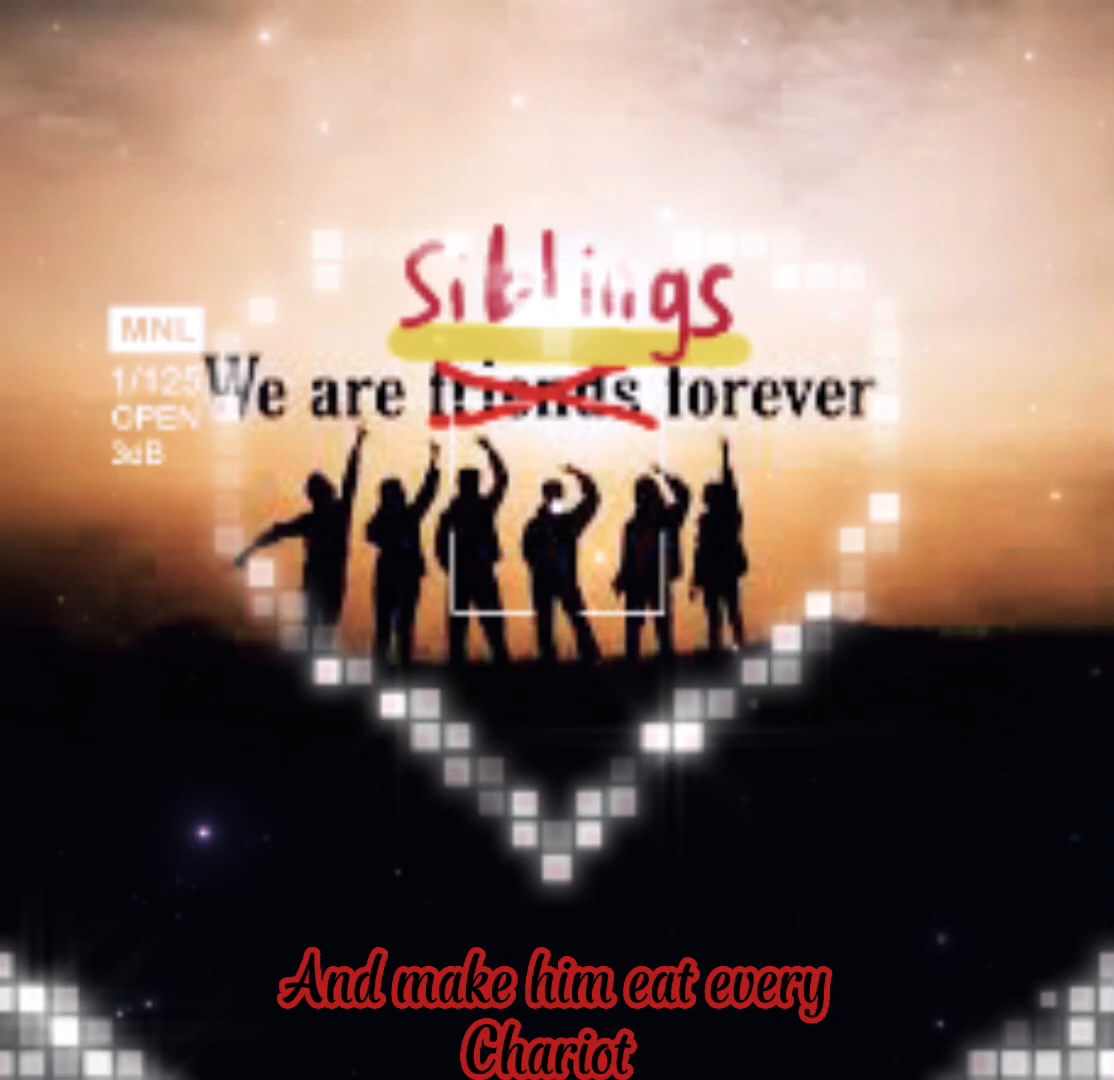 Siblings
We are friends forever
MNL
1/125
OPEN
3dB
And make him eat every
Chariot